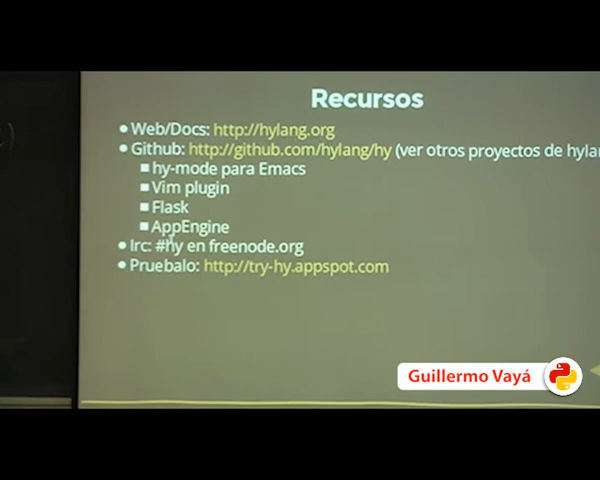 Recursos
● Web/Docs: http://hylang.org
● Github: http://github.com/hylang/hy (ver otros proyectos de hylan
■ hy-mode para Emacs
■ Vim plugin
■ Flask
■ AppEngine
● Irc: #hy en freenode.org
● Pruebalo: http://try-hy.appspot.com
Guillermo Vayá